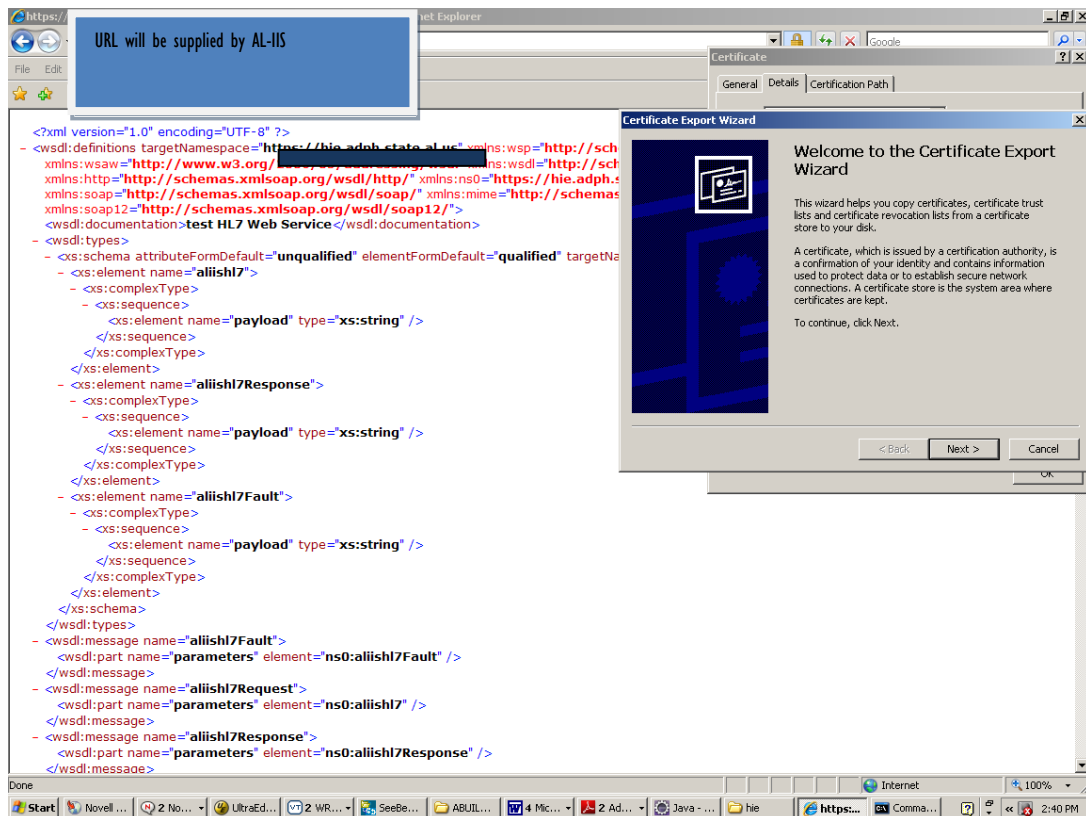 https://
net Explorer
URL will be supplied by AL-IIS
Google
File Edit
Certificate
General Details Certification Path
Certificate Export Wizard
Welcome to the Certificate Export
Wizard
This wizard helps you copy certificates, certificate trust
lists and certificate revocation lists from a certificate
store to your disk.
A certificate, which is issued by a certification authority, is
a confirmation of your identity and contains information
used to protect data or to establish secure network
connections. A certificate store is the system area where
certificates are kept.
To continue, click Next.
< Back Next > Cancel
OK
<?xml version="1.0" encoding="UTF-8" ?>
- <wsdl:definitions targetNamespace="https://hie.adph.state.al.us" xmlns:wsp="http://sch
xmlns:wsaw="http://www.w3.org/ xmlns:wsdl="http://sch
xmlns:http="http://schemas.xmlsoap.org/wsdl/http/" xmlns:ns0="https://hie.adph.s
xmlns:soap="http://schemas.xmlsoap.org/wsdl/soap/" xmlns:mime="http://schemas
xmlns:soap12="http://schemas.xmlsoap.org/wsdl/soap12/">
<wsdl:documentation>test HL7 Web Service</wsdl:documentation>
- <wsdl:types>
- <xs:schema attributeFormDefault="unqualified" elementFormDefault="qualified" targetNa
- <xs:element name="aliishl7">
- <xs:complexType>
- <xs:sequence>
<xs:element name="payload" type="xs:string" />
</xs:sequence>
</xs:complexType>
</xs:element>
- <xs:element name="aliishl7Response">
- <xs:complexType>
- <xs:sequence>
<xs:element name="payload" type="xs:string" />
</xs:sequence>
</xs:complexType>
</xs:element>
- <xs:element name="aliishl7Fault">
- <xs:complexType>
- <xs:sequence>
<xs:element name="payload" type="xs:string" />
</xs:sequence>
</xs:complexType>
</xs:element>
</xs:schema>
</wsdl:types>
- <wsdl:message name="aliishl7Fault">
<wsdl:part name="parameters" element="ns0:aliishl7Fault" />
</wsdl:message>
- <wsdl:message name="aliishl7Request">
<wsdl:part name="parameters" element="ns0:aliishl7" />
</wsdl:message>
- <wsdl:message name="aliishl7Response">
<wsdl:part name="parameters" element="ns0:aliishl7Response" />
</wsdl:message>
Done Internet 100%
Start Novell ... 2 No... UltraEd... 2 WR... SeeBe... ABUIL... 4 Mic... 2 Ad... Java - ... hie https:... Comma... 2:40 PM